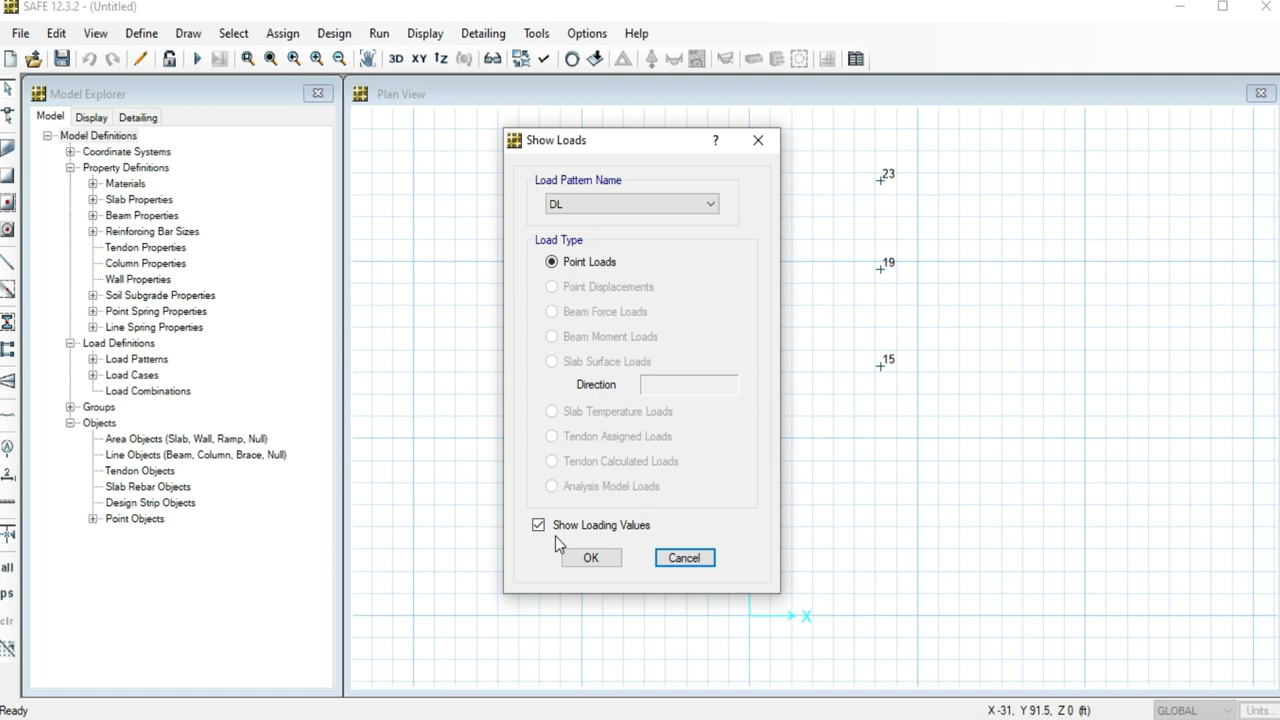 SAFE 12.3.2 - (Untitled)
File Edit View Define Draw Select Assign Design Run Display Detailing Tools Options Help
3D XY
Model Explorer
Plan View
Model Display Detailing
Model Definitions
Coordinate Systems
Property Definitions
Materials
Slab Properties
Beam Properties
Reinforcing Bar Sizes
Tendon Properties
Column Properties
Wall Properties
Soil Subgrade Properties
Point Spring Properties
Line Spring Properties
Load Definitions
Load Patterns
Load Cases
Load Combinations
Groups
Objects
Area Objects (Slab, Wall, Ramp, Null)
Line Objects (Beam, Column, Brace, Null)
Tendon Objects
Slab Rebar Objects
Design Strip Objects
Point Objects
all
ps
clr
Show Loads ?
Load Pattern Name
DL
Load Type
Point Loads
Point Displacements
Beam Force Loads
Beam Moment Loads
Slab Surface Loads
Direction
Slab Temperature Loads
Tendon Assigned Loads
Tendon Calculated Loads
Analysis Model Loads
Show Loading Values
OK Cancel
23
19
15
X
Ready
X -31, Y 91.5, Z 0 (ft)
GLOBAL
Units...